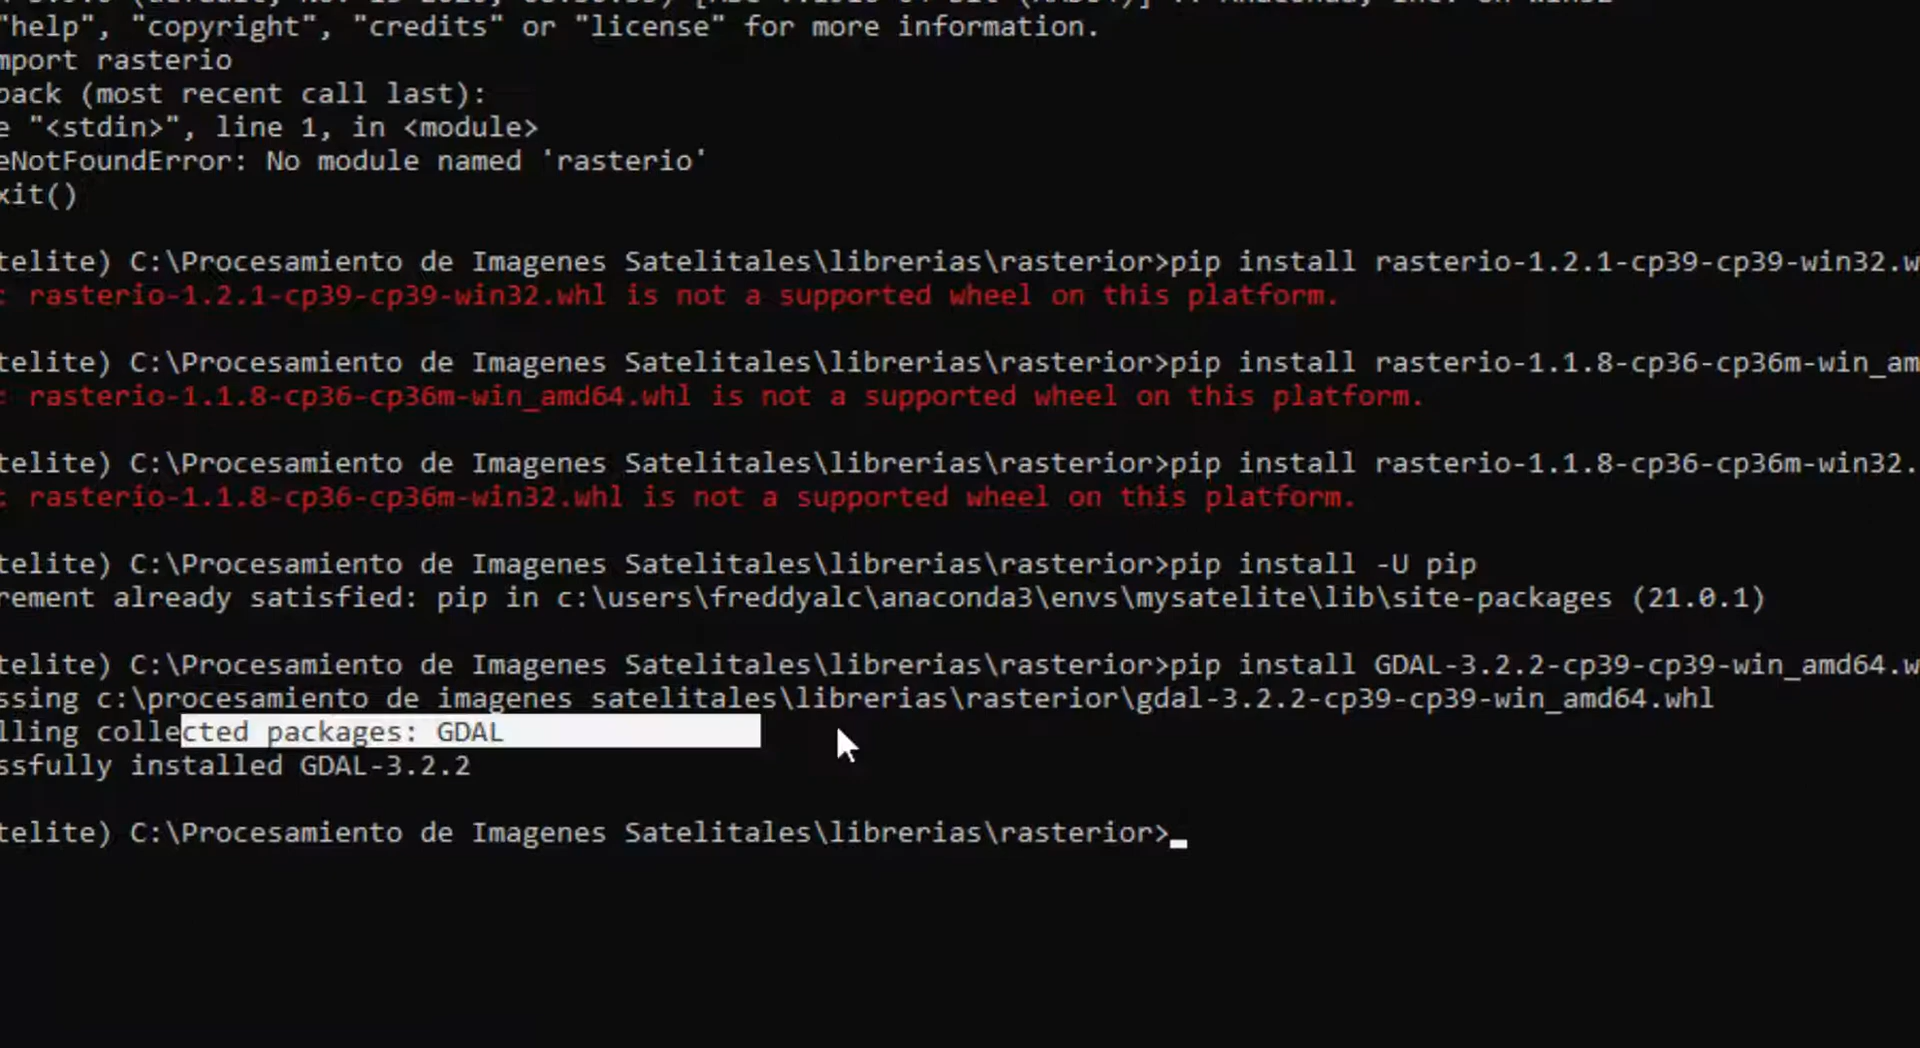 "help", "copyright", "credits" or "license" for more information.
mport rasterio
back (most recent call last):
e "<stdin>", line 1, in <module>
eNotFoundError: No module named 'rasterio'
xit()
telite) C:\Procesamiento de Imagenes Satelitales\librerias\rasterior>pip install rasterio-1.2.1-cp39-cp39-win32.w
: rasterio-1.2.1-cp39-cp39-win32.whl is not a supported wheel on this platform.
telite) C:\Procesamiento de Imagenes Satelitales\librerias\rasterior>pip install rasterio-1.1.8-cp36-cp36m-win_am
: rasterio-1.1.8-cp36-cp36m-win_amd64.whl is not a supported wheel on this platform.
telite) C:\Procesamiento de Imagenes Satelitales\librerias\rasterior>pip install rasterio-1.1.8-cp36-cp36m-win32.
: rasterio-1.1.8-cp36-cp36m-win32.whl is not a supported wheel on this platform.
telite) C:\Procesamiento de Imagenes Satelitales\librerias\rasterior>pip install -U pip
rement already satisfied: pip in c:\users\freddyalc\anaconda3\envs\mysatelite\lib\site-packages (21.0.1)
telite) C:\Procesamiento de Imagenes Satelitales\librerias\rasterior>pip install GDAL-3.2.2-cp39-cp39-win_amd64.w
ssing c:\procesamiento de imagenes satelitales\librerias\rasterior\gdal-3.2.2-cp39-cp39-win_amd64.whl
lling collected packages: GDAL
ssfully installed GDAL-3.2.2
telite) C:\Procesamiento de Imagenes Satelitales\librerias\rasterior>